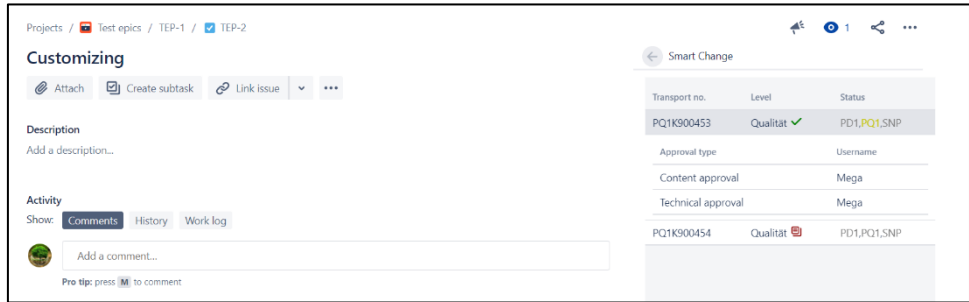 Projects / Test epics / TEP-1 / TEP-2
1
Customizing
Attach Create subtask Link issue
Description
Add a description...
Activity
Show: Comments History Work log
Add a comment...
Pro tip: press M to comment
Smart Change
Transport no. Level Status
PQ1K900453 Qualität PD1,PQ1,SNP
Approval type Username
Content approval Mega
Technical approval Mega
PQ1K900454 Qualität PD1,PQ1,SNP